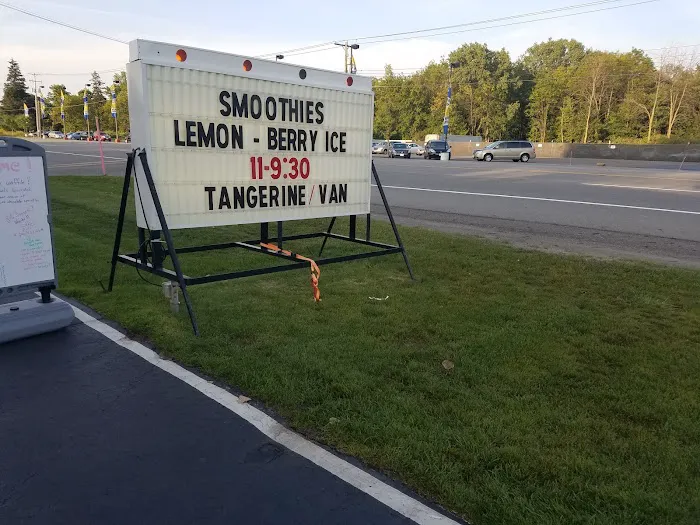 SMOOTHIES
LEMON - BERRY ICE
11-9:30
TANGERINE/VAN